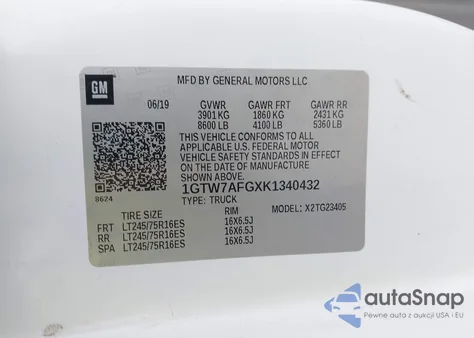 GM
MFD BY GENERAL MOTORS LLC
06/19 GVWR GAWR FRT GAWR RR
3901 KG 1860 KG 2431 KG
8600 LB 4100 LB 5360 LB
THIS VEHICLE CONFORMS TO ALL
APPLICABLE U.S. FEDERAL MOTOR
VEHICLE SAFETY STANDARDS IN EFFECT ON
THE DATE OF MANUFACTURE SHOWN ABOVE.
1GTW7AFGXK1340432
8624 TYPE: TRUCK MODEL: X2TG23405
TIRE SIZE RIM
FRT LT245/75R16ES 16X6.5J
RR LT245/75R16ES 16X6.5J
SPA LT245/75R16ES 16X6.5J
autoSnap
Pewne auta z aukcji USA i EU